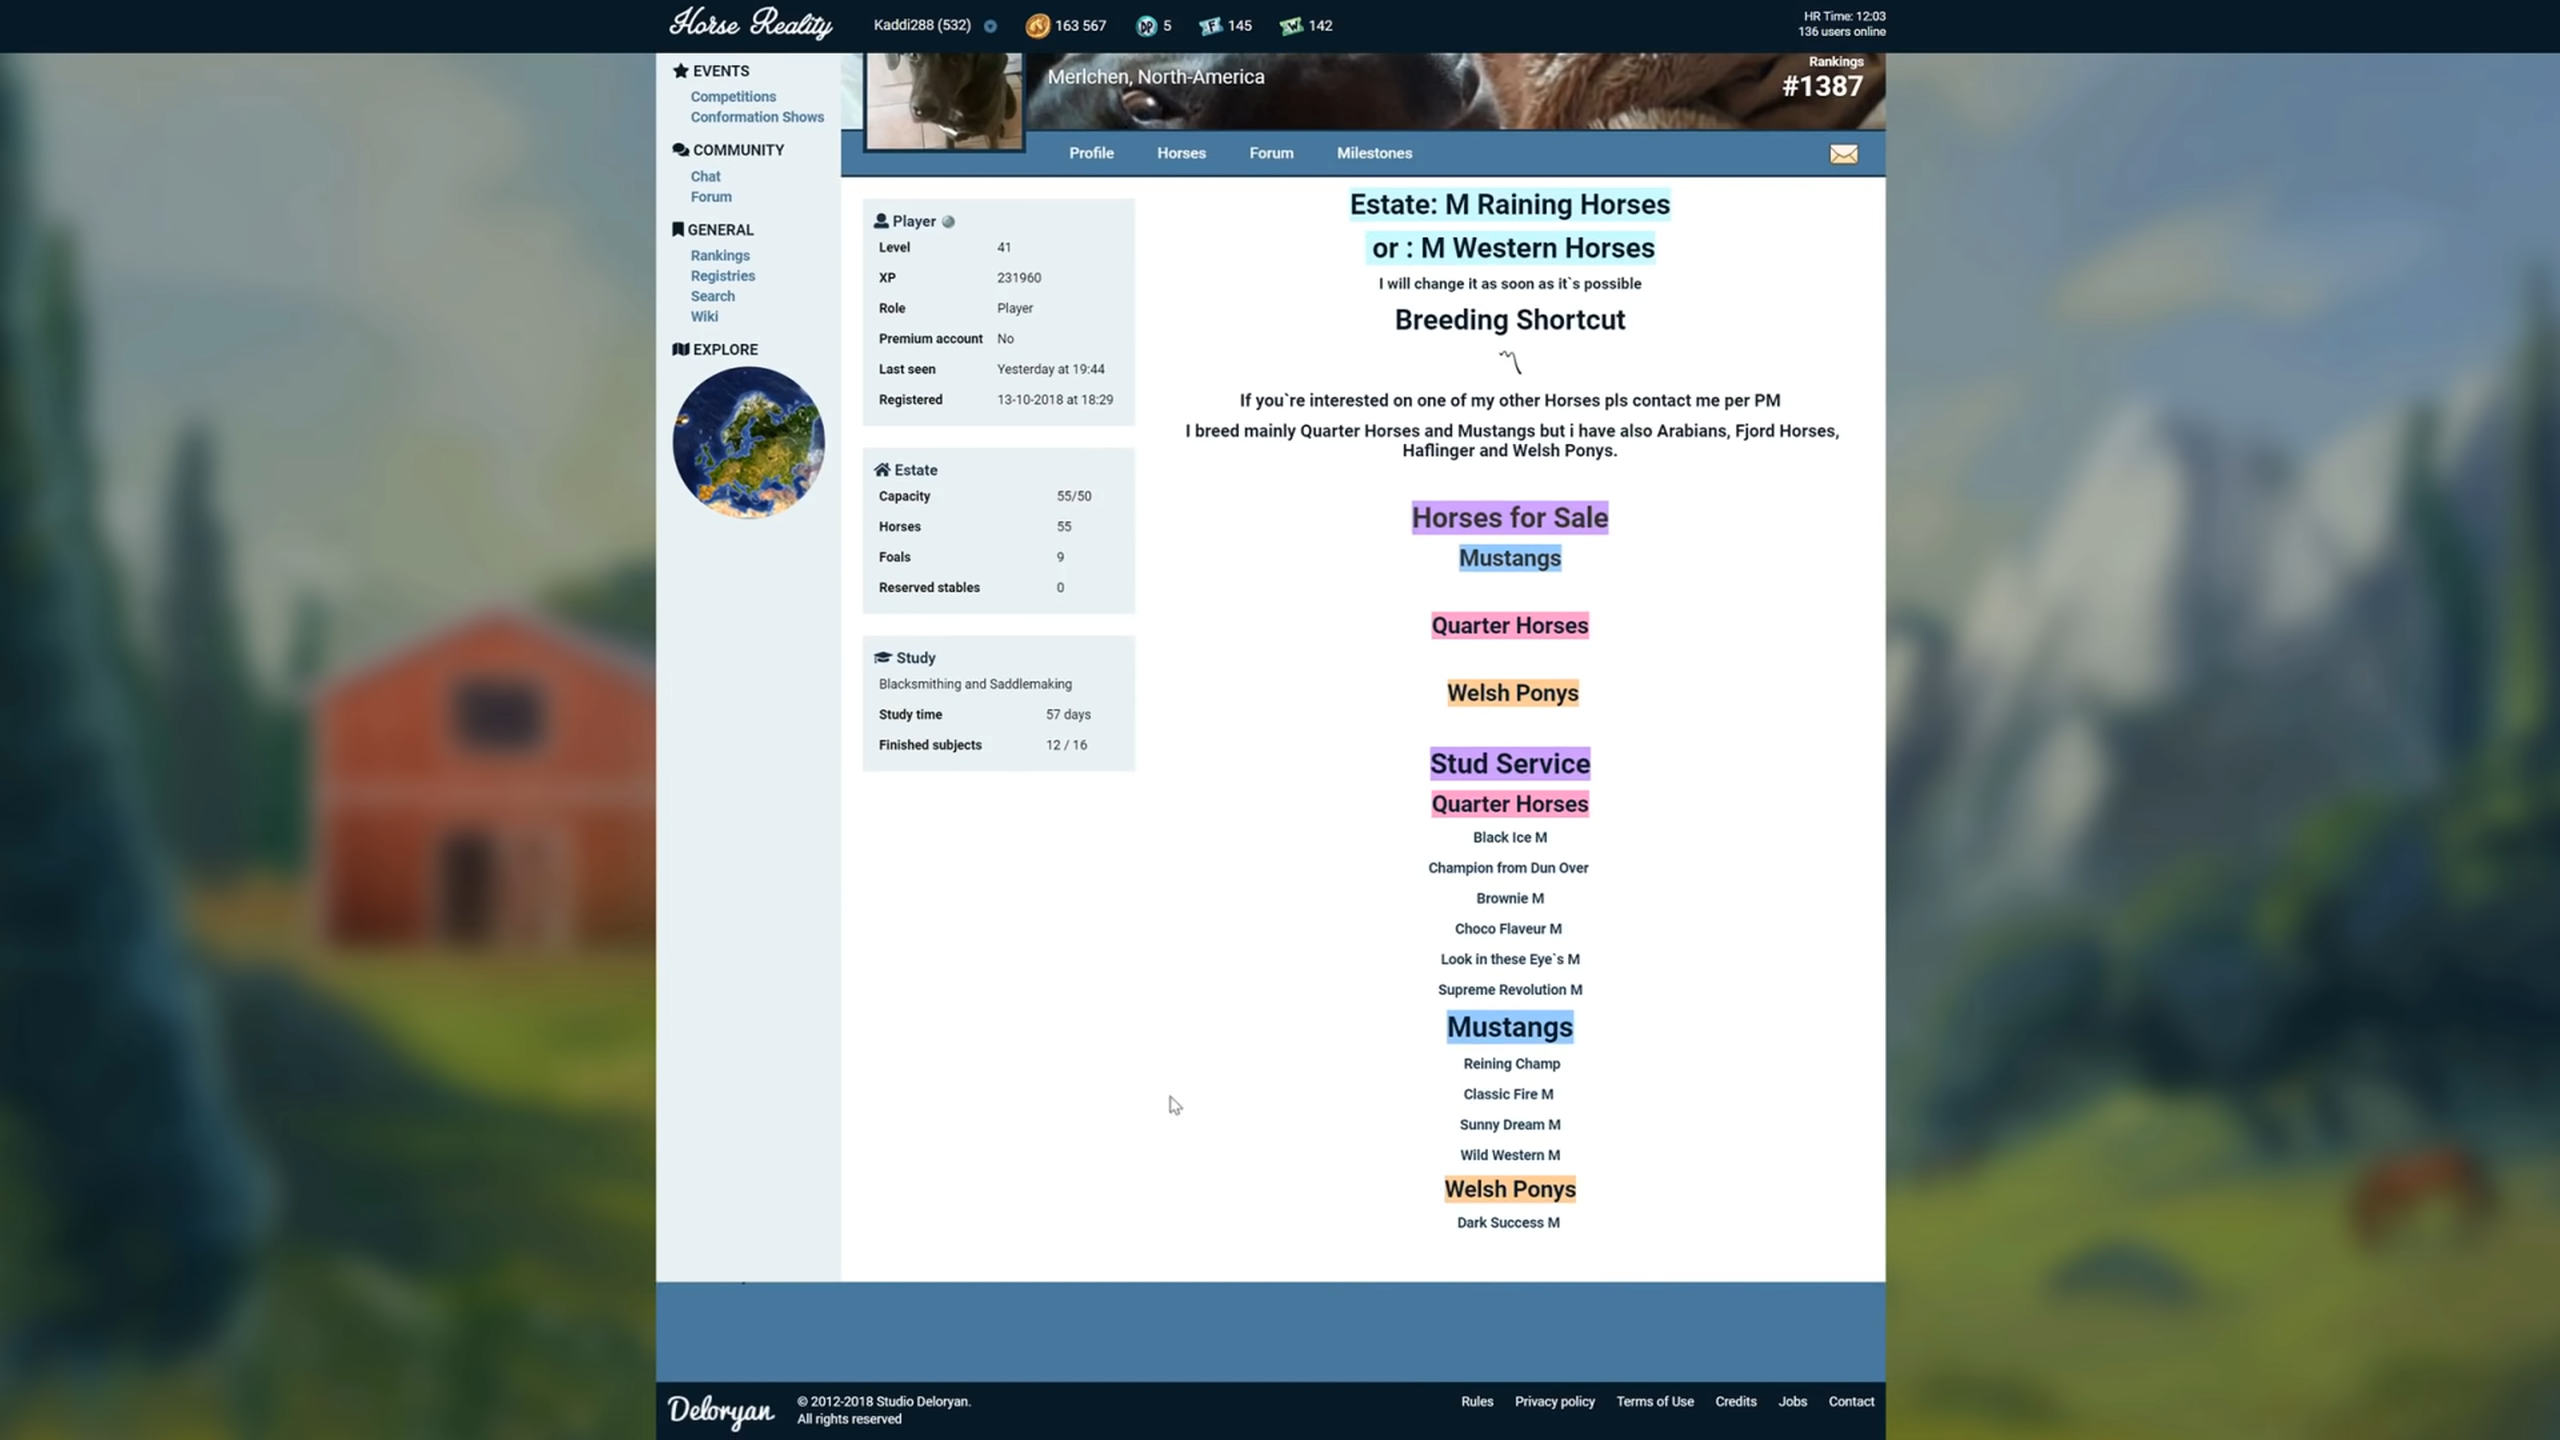 Horse Reality
Kaddi288 (532)
163 567
5
145
142
HR Time: 12:03
136 users online
EVENTS
Competitions
Conformation Shows
COMMUNITY
Chat
Forum
GENERAL
Rankings
Registries
Search
Wiki
EXPLORE
Merlchen, North-America
Rankings
#1387
Profile
Horses
Forum
Milestones
Player
Level 41
XP 231960
Role Player
Premium account No
Last seen Yesterday at 19:44
Registered 13-10-2018 at 18:29
Estate
Capacity 55/50
Horses 55
Foals 9
Reserved stables 0
Study
Blacksmithing and Saddlemaking
Study time 57 days
Finished subjects 12 / 16
Estate: M Raining Horses
or : M Western Horses
I will change it as soon as it`s possible
Breeding Shortcut
If you`re interested on one of my other Horses pls contact me per PM
I breed mainly Quarter Horses and Mustangs but i have also Arabians, Fjord Horses,
Haflinger and Welsh Ponys.
Horses for Sale
Mustangs
Quarter Horses
Welsh Ponys
Stud Service
Quarter Horses
Black Ice M
Champion from Dun Over
Brownie M
Choco Flaveur M
Look in these Eye`s M
Supreme Revolution M
Mustangs
Reining Champ
Classic Fire M
Sunny Dream M
Wild Western M
Welsh Ponys
Dark Success M
Deloryan
© 2012-2018 Studio Deloryan.
All rights reserved
Rules
Privacy policy
Terms of Use
Credits
Jobs
Contact